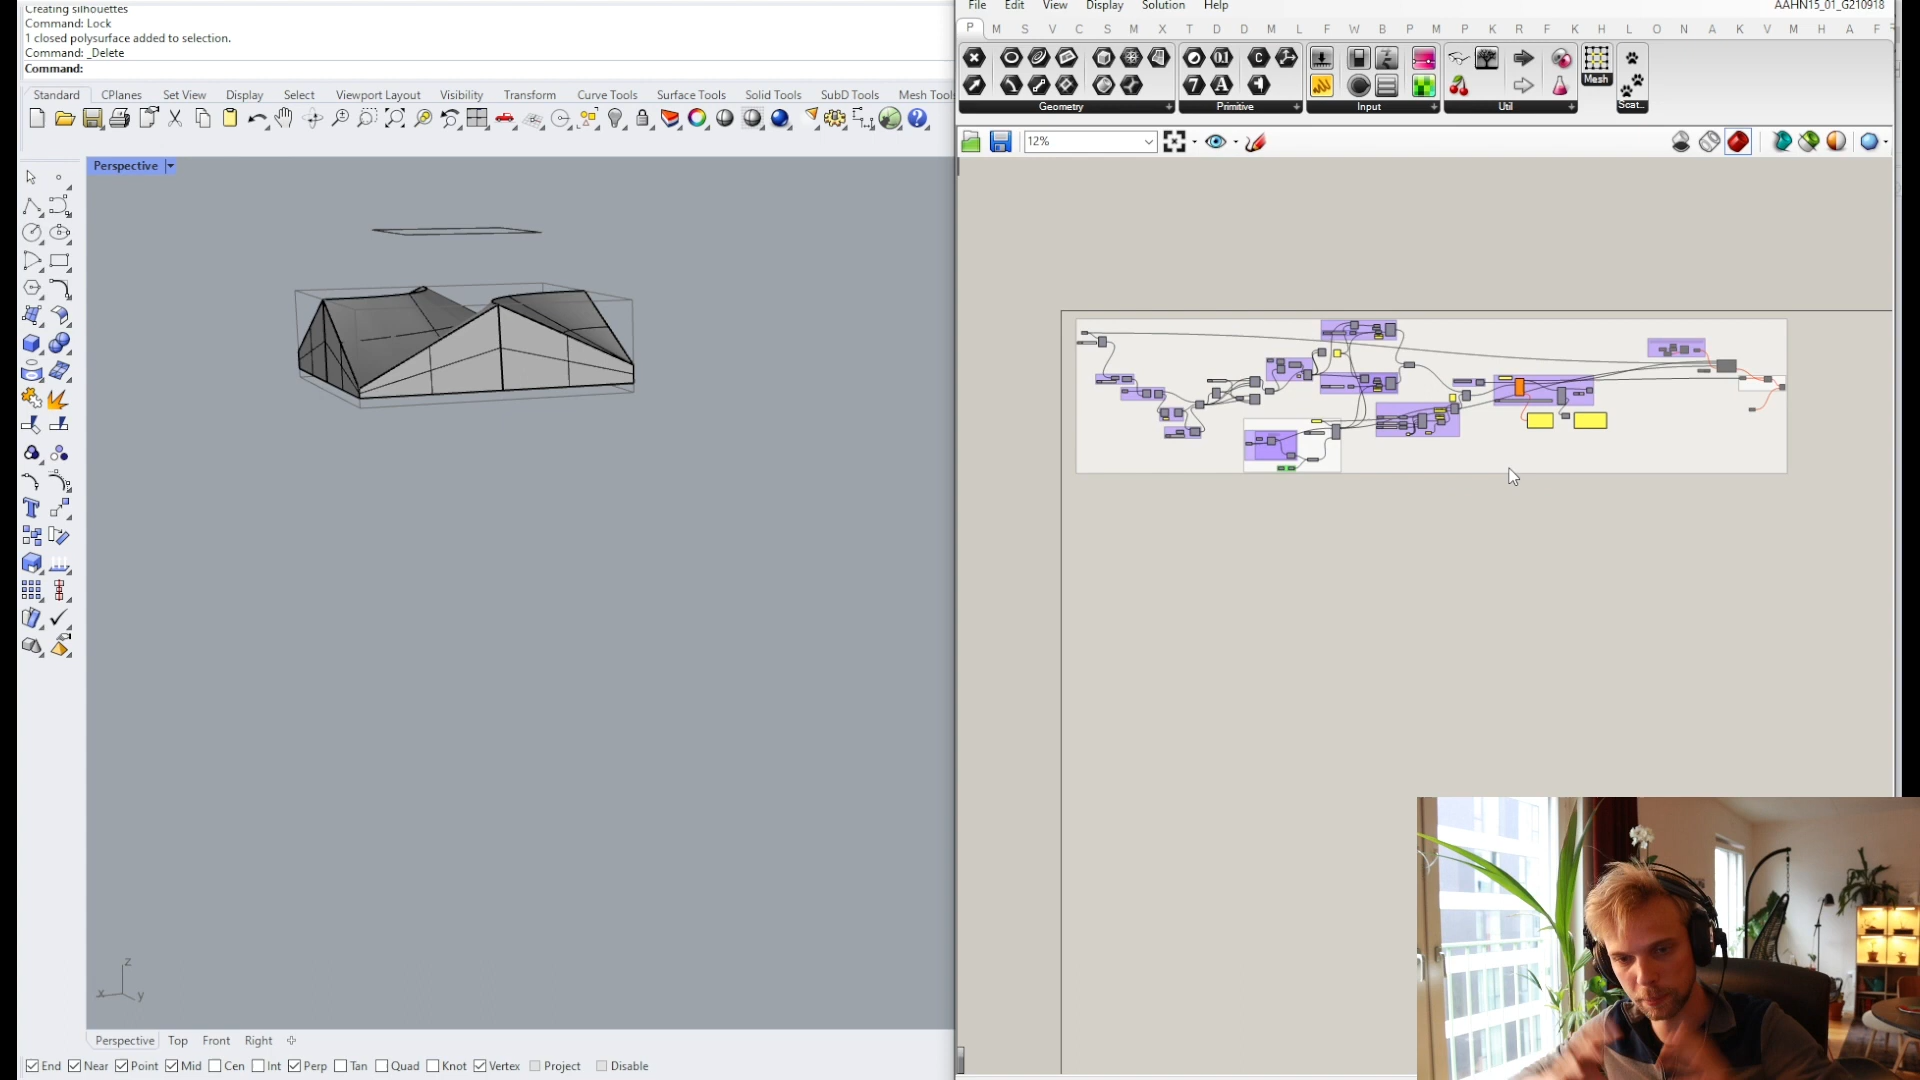 Creating silhouettes
Command: Lock
1 closed polysurface added to selection.
Command: _Delete
Command:
Standard CPlanes Set View Display Select Viewport Layout Visibility Transform Curve Tools Surface Tools Solid Tools SubD Tools Mesh Tools
Perspective
z
x y
Perspective Top Front Right
End Near Point Mid Cen Int Perp Tan Quad Knot Vertex Project Disable
File Edit View Display Solution Help
AAHN15_01_G210918
P M S V C S M X T D D M L F W B P M P K R F K M K H L O N A K V M H A F
Geometry Primitive Input Util Mesh Scat..
12%